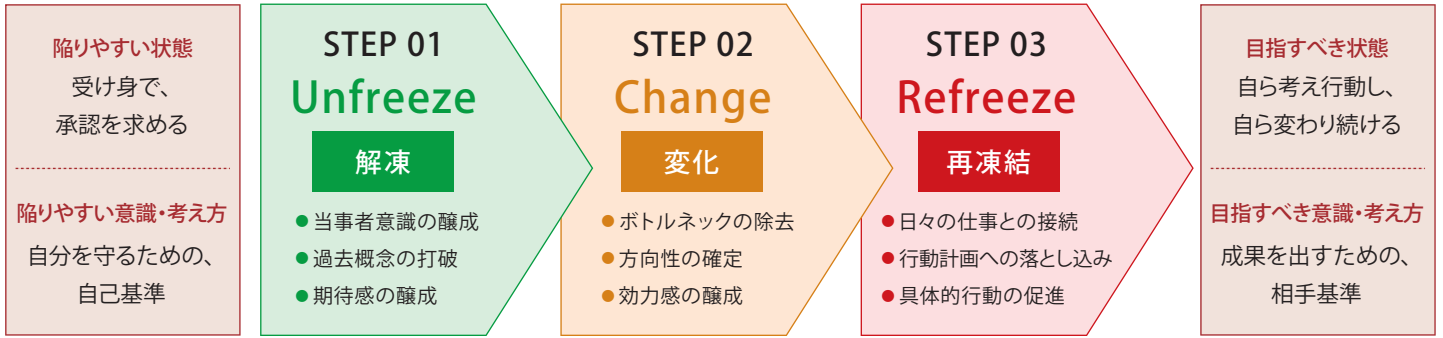 陥りやすい状態
受け身で、
承認を求める
陥りやすい意識・考え方
自分を守るための、
自己基準
STEP 01
Unfreeze
解凍
●当事者意識の醸成
●過去概念の打破
●期待感の醸成
STEP 02
Change
変化
●ボトルネックの除去
●方向性の確定
●効力感の醸成
STEP 03
Refreeze
再凍結
●日々の仕事との接続
●行動計画への落とし込み
●具体的行動の促進
目指すべき状態
自ら考え行動し、
自ら変わり続ける
目指すべき意識・考え方
成果を出すための、
相手基準